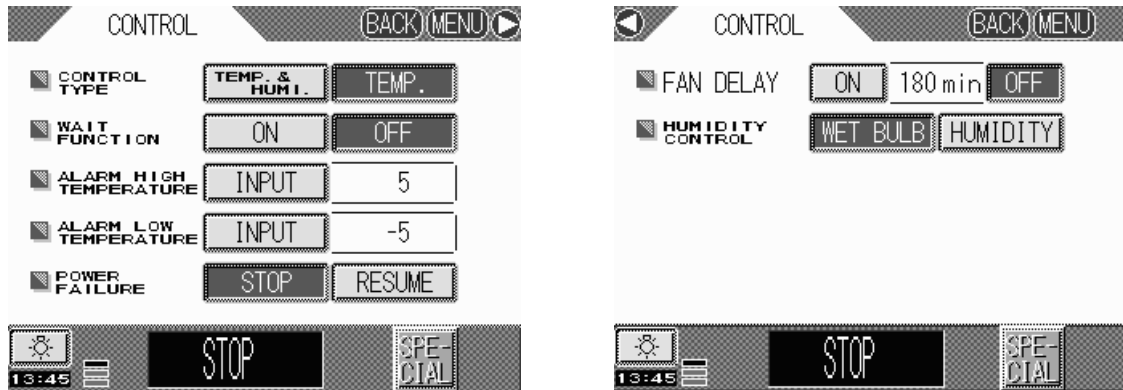 CONTROL BACK MENU
CONTROL TYPE TEMP. & HUMI. TEMP.
WAIT FUNCTION ON OFF
ALARM HIGH TEMPERATURE INPUT 5
ALARM LOW TEMPERATURE INPUT -5
POWER FAILURE STOP RESUME
13:45 STOP SPE-CIAL
CONTROL BACK MENU
FAN DELAY ON 180 min OFF
HUMIDITY CONTROL WET BULB HUMIDITY
13:45 STOP SPE-CIAL